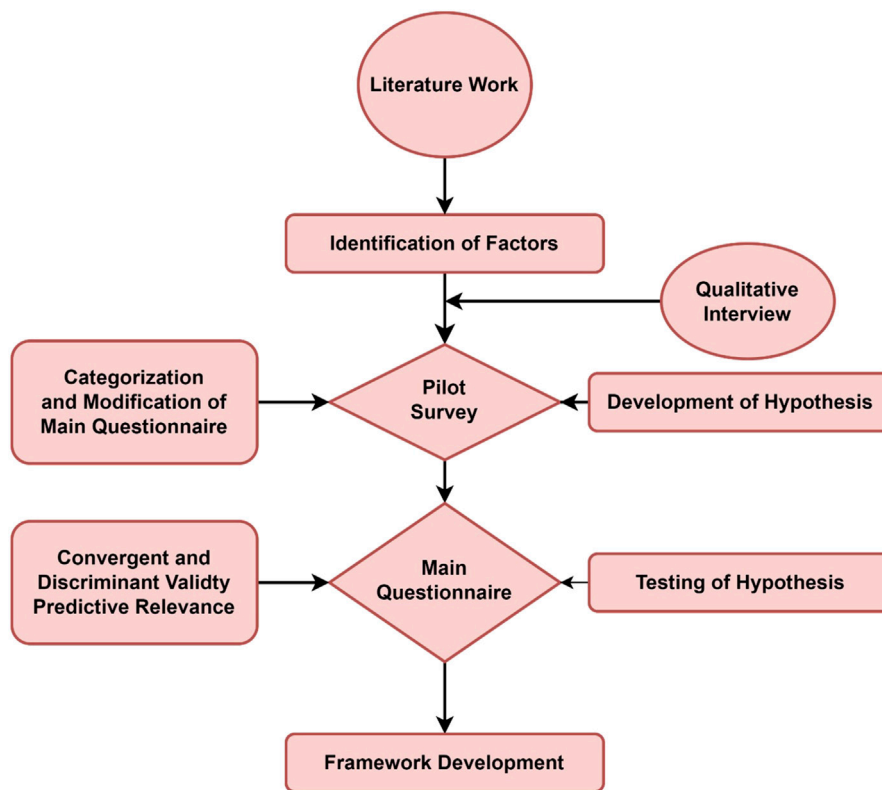 Literature Work
Identification of Factors
Qualitative
Interview
Categorization
and Modification of
Main Questionnaire
Pilot
Survey
Development of Hypothesis
Convergent and
Discriminant Validty
Predictive Relevance
Main
Questionnaire
Testing of Hypothesis
Framework Development